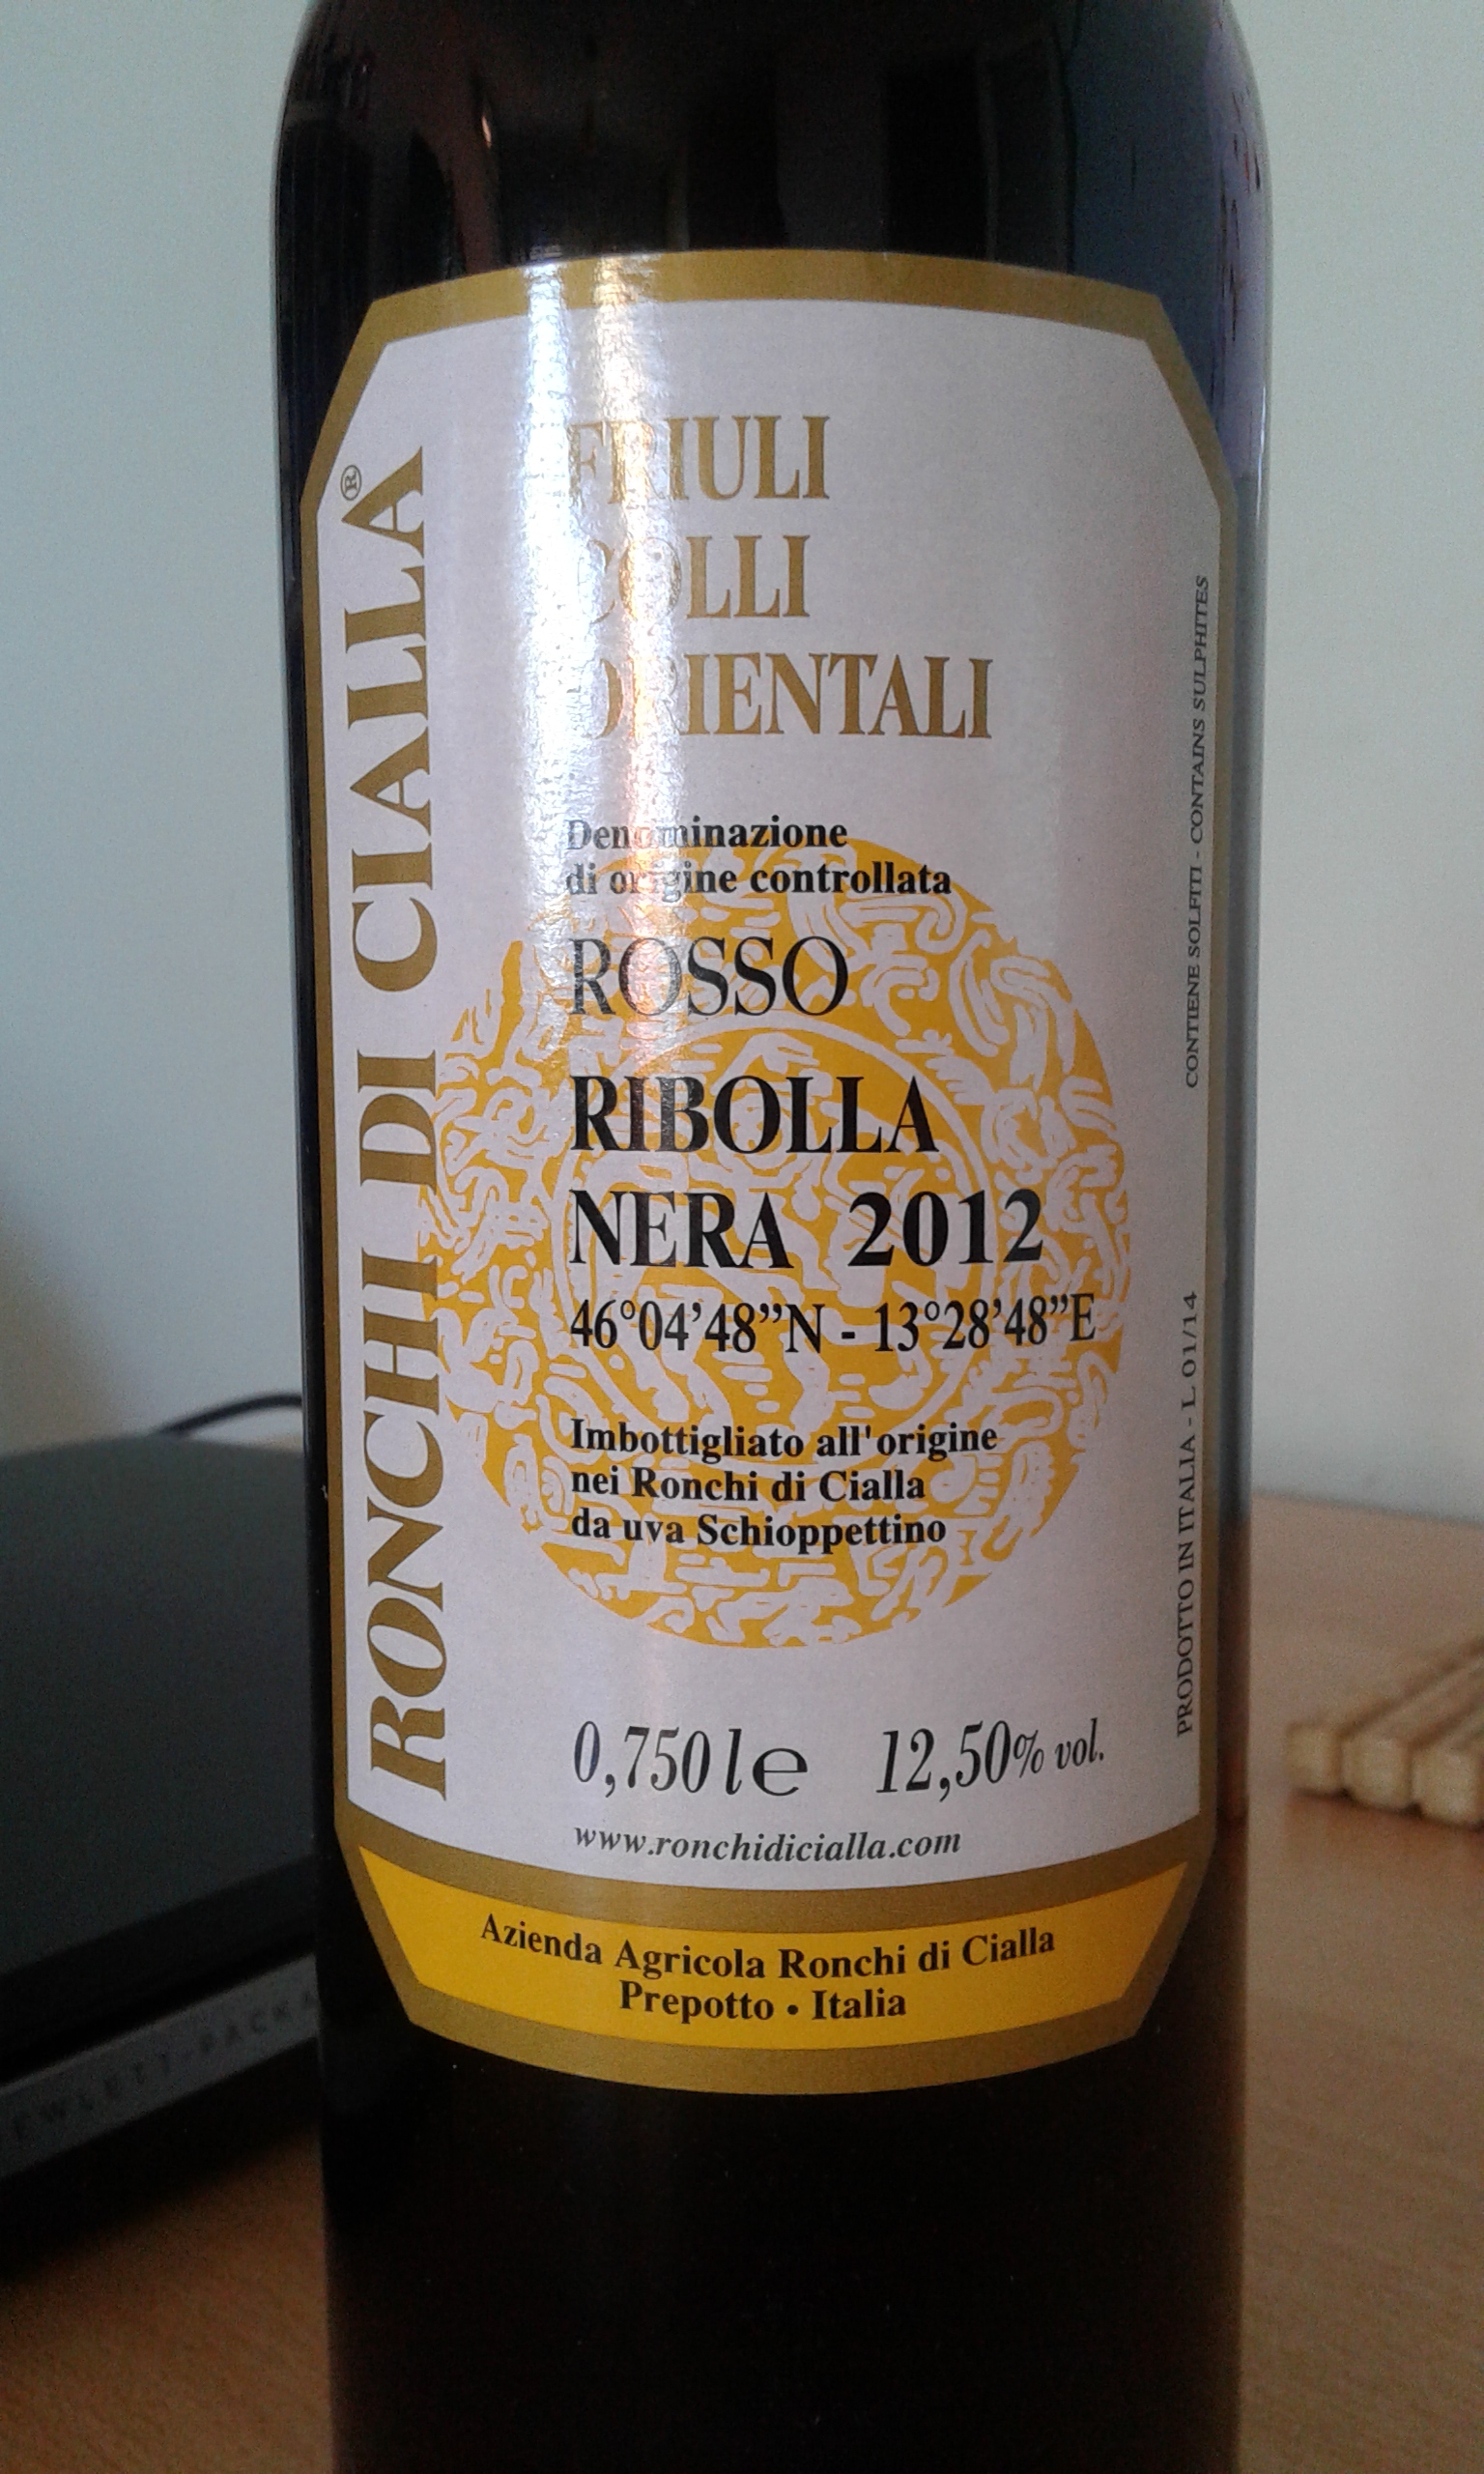 RONCHI DI CIALLA®
FRIULI
COLLI
ORIENTALI
Denominazione
di origine controllata
ROSSO
RIBOLLA
NERA 2012
46°04’48”N - 13°28’48”E
Imbottigliato all'origine
nei Ronchi di Cialla
da uva Schioppettino
0,750 l e 12,50% vol.
www.ronchidicialla.com
Azienda Agricola Ronchi di Cialla
Prepotto • Italia
PRODOTTO IN ITALIA - L 01/14
CONTIENE SOLFITI - CONTAINS SULPHITES